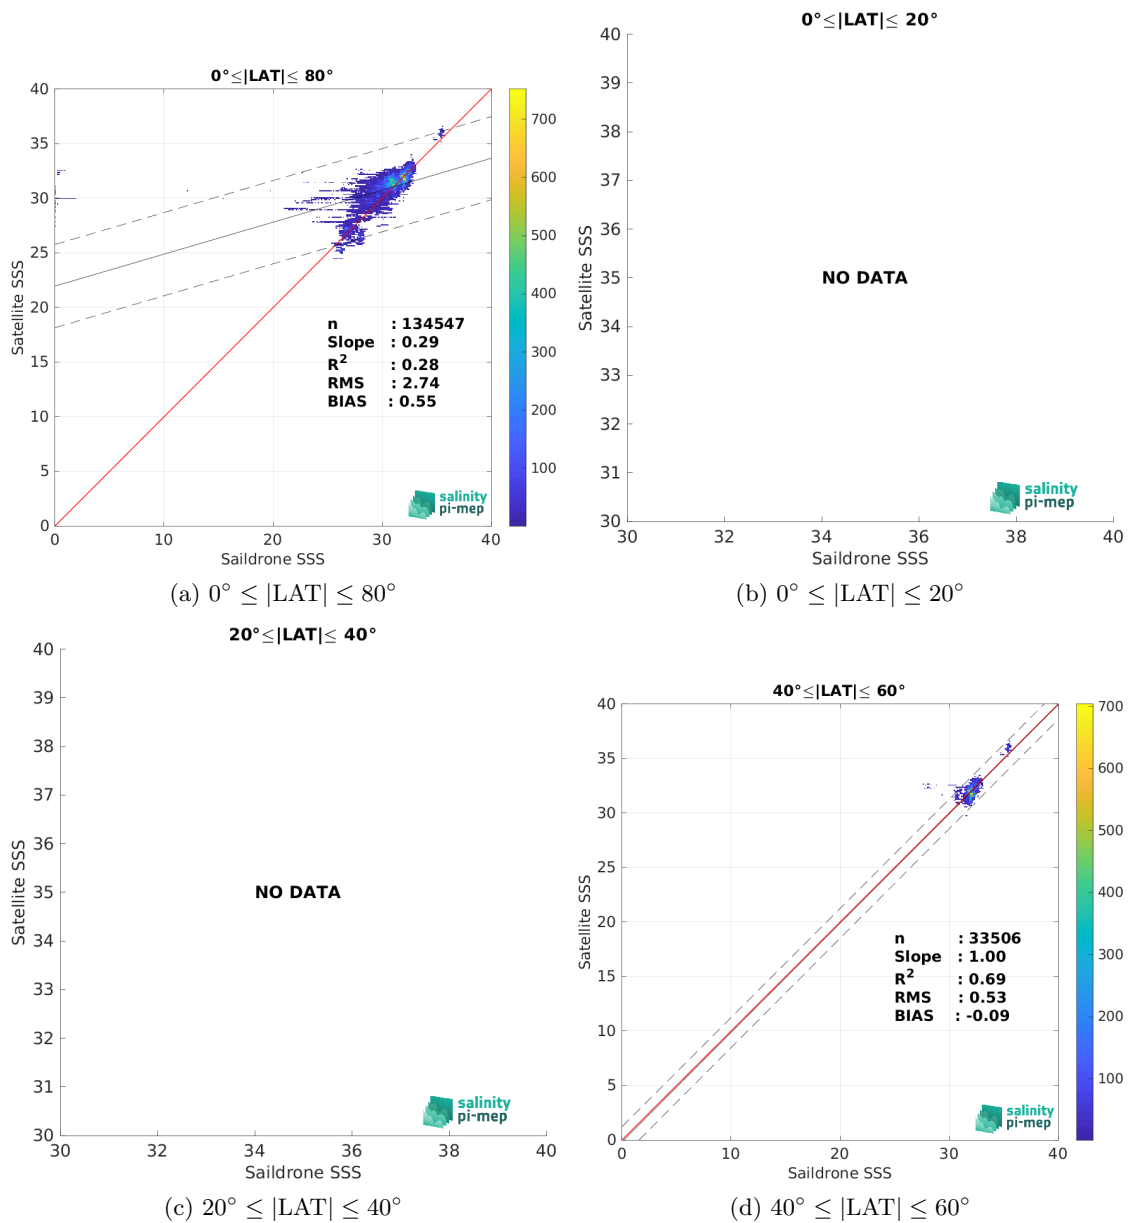 0°≤|LAT|≤ 80°
40
35
30
25
20
15
10
5
0
0
10
20
30
40
Satellite SSS
Saildrone SSS
n : 134547
Slope : 0.29
R² : 0.28
RMS : 2.74
BIAS : 0.55
salinity
pi-mep
700
600
500
400
300
200
100
(a) 0° ≤ |LAT| ≤ 80°
0°≤|LAT|≤ 20°
40
39
38
37
36
35
34
33
32
31
30
30
32
34
36
38
40
Satellite SSS
Saildrone SSS
NO DATA
salinity
pi-mep
(b) 0° ≤ |LAT| ≤ 20°
20°≤|LAT|≤ 40°
40
39
38
37
36
35
34
33
32
31
30
30
32
34
36
38
40
Satellite SSS
Saildrone SSS
NO DATA
salinity
pi-mep
(c) 20° ≤ |LAT| ≤ 40°
40°≤|LAT|≤ 60°
40
35
30
25
20
15
10
5
0
0
10
20
30
40
Satellite SSS
Saildrone SSS
n : 33506
Slope : 1.00
R² : 0.69
RMS : 0.53
BIAS : -0.09
salinity
pi-mep
700
600
500
400
300
200
100
(d) 40° ≤ |LAT| ≤ 60°